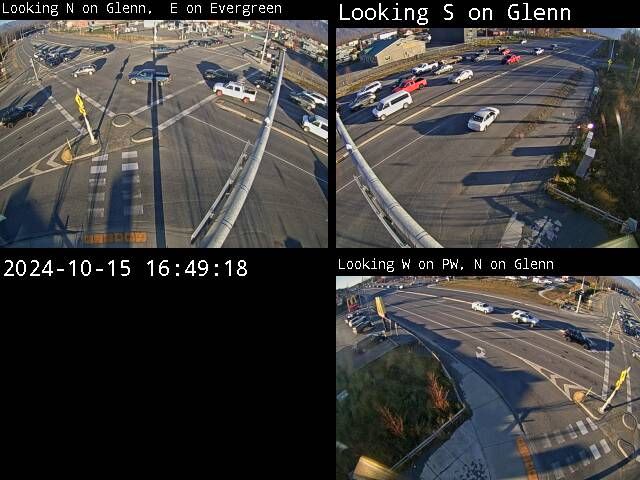 Looking N on Glenn,  E on Evergreen
Looking S on Glenn
2024-10-15 16:49:18
Looking W on PW, N on Glenn